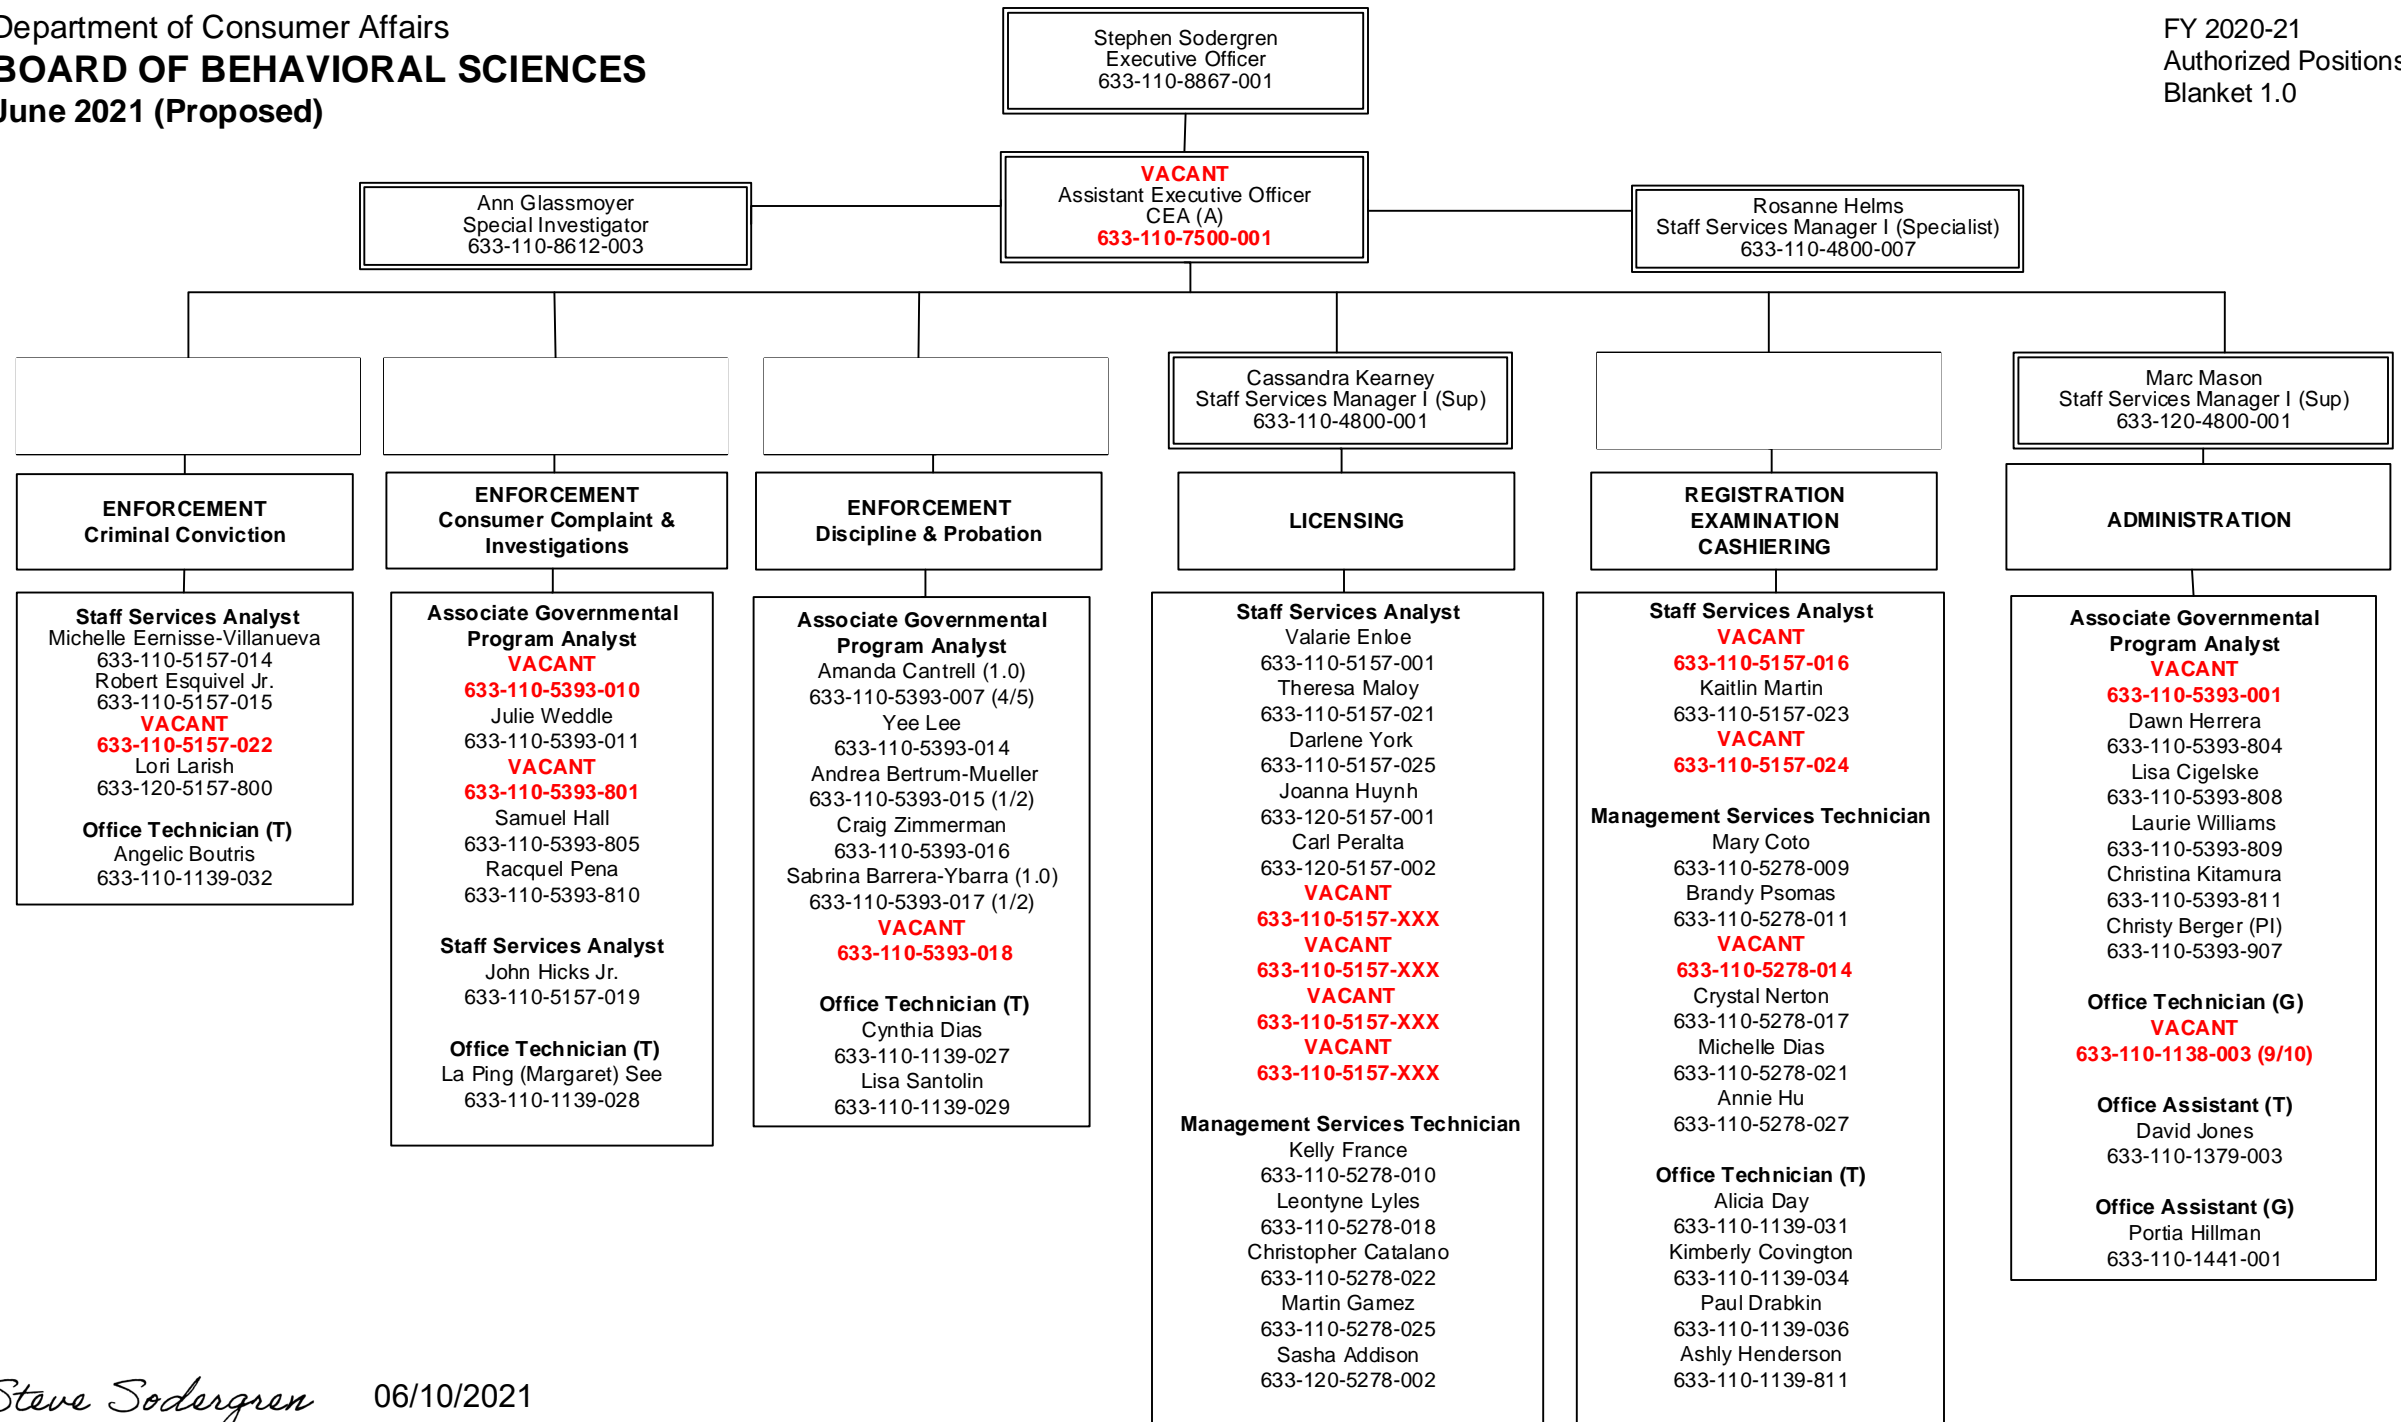 Department of Consumer Affairs
BOARD OF BEHAVIORAL SCIENCES
June 2021 (Proposed)
FY 2020-21
Authorized Positions
Blanket 1.0
Stephen Sodergren
Executive Officer
633-110-8867-001
VACANT
Assistant Executive Officer
CEA (A)
633-110-7500-001
Ann Glassmoyer
Special Investigator
633-110-8612-003
Rosanne Helms
Staff Services Manager I (Specialist)
633-110-4800-007
Cassandra Kearney
Staff Services Manager I (Sup)
633-110-4800-001
Marc Mason
Staff Services Manager I (Sup)
633-120-4800-001
ENFORCEMENT
Criminal Conviction
Staff Services Analyst
Michelle Eernisse-Villanueva
633-110-5157-014
Robert Esquivel Jr.
633-110-5157-015
VACANT
633-110-5157-022
Lori Larish
633-120-5157-800
Office Technician (T)
Angelic Boutris
633-110-1139-032
ENFORCEMENT
Consumer Complaint &
Investigations
Associate Governmental
Program Analyst
VACANT
633-110-5393-010
Julie Weddle
633-110-5393-011
VACANT
633-110-5393-801
Samuel Hall
633-110-5393-805
Racquel Pena
633-110-5393-810
Staff Services Analyst
John Hicks Jr.
633-110-5157-019
Office Technician (T)
La Ping (Margaret) See
633-110-1139-028
ENFORCEMENT
Discipline & Probation
Associate Governmental
Program Analyst
Amanda Cantrell (1.0)
633-110-5393-007 (4/5)
Yee Lee
633-110-5393-014
Andrea Bertrum-Mueller
633-110-5393-015 (1/2)
Craig Zimmerman
633-110-5393-016
Sabrina Barrera-Ybarra (1.0)
633-110-5393-017 (1/2)
VACANT
633-110-5393-018
Office Technician (T)
Cynthia Dias
633-110-1139-027
Lisa Santolin
633-110-1139-029
LICENSING
Staff Services Analyst
Valarie Enloe
633-110-5157-001
Theresa Maloy
633-110-5157-021
Darlene York
633-110-5157-025
Joanna Huynh
633-120-5157-001
Carl Peralta
633-120-5157-002
VACANT
633-110-5157-XXX
VACANT
633-110-5157-XXX
VACANT
633-110-5157-XXX
VACANT
633-110-5157-XXX
Management Services Technician
Kelly France
633-110-5278-010
Leontyne Lyles
633-110-5278-018
Christopher Catalano
633-110-5278-022
Martin Gamez
633-110-5278-025
Sasha Addison
633-120-5278-002
REGISTRATION
EXAMINATION
CASHIERING
Staff Services Analyst
VACANT
633-110-5157-016
Kaitlin Martin
633-110-5157-023
VACANT
633-110-5157-024
Management Services Technician
Mary Coto
633-110-5278-009
Brandy Psomas
633-110-5278-011
VACANT
633-110-5278-014
Crystal Nerton
633-110-5278-017
Michelle Dias
633-110-5278-021
Annie Hu
633-110-5278-027
Office Technician (T)
Alicia Day
633-110-1139-031
Kimberly Covington
633-110-1139-034
Paul Drabkin
633-110-1139-036
Ashly Henderson
633-110-1139-811
ADMINISTRATION
Associate Governmental
Program Analyst
VACANT
633-110-5393-001
Dawn Herrera
633-110-5393-804
Lisa Cigelske
633-110-5393-808
Laurie Williams
633-110-5393-809
Christina Kitamura
633-110-5393-811
Christy Berger (PI)
633-110-5393-907
Office Technician (G)
VACANT
633-110-1138-003 (9/10)
Office Assistant (T)
David Jones
633-110-1379-003
Office Assistant (G)
Portia Hillman
633-110-1441-001
Steve Sodergren 06/10/2021